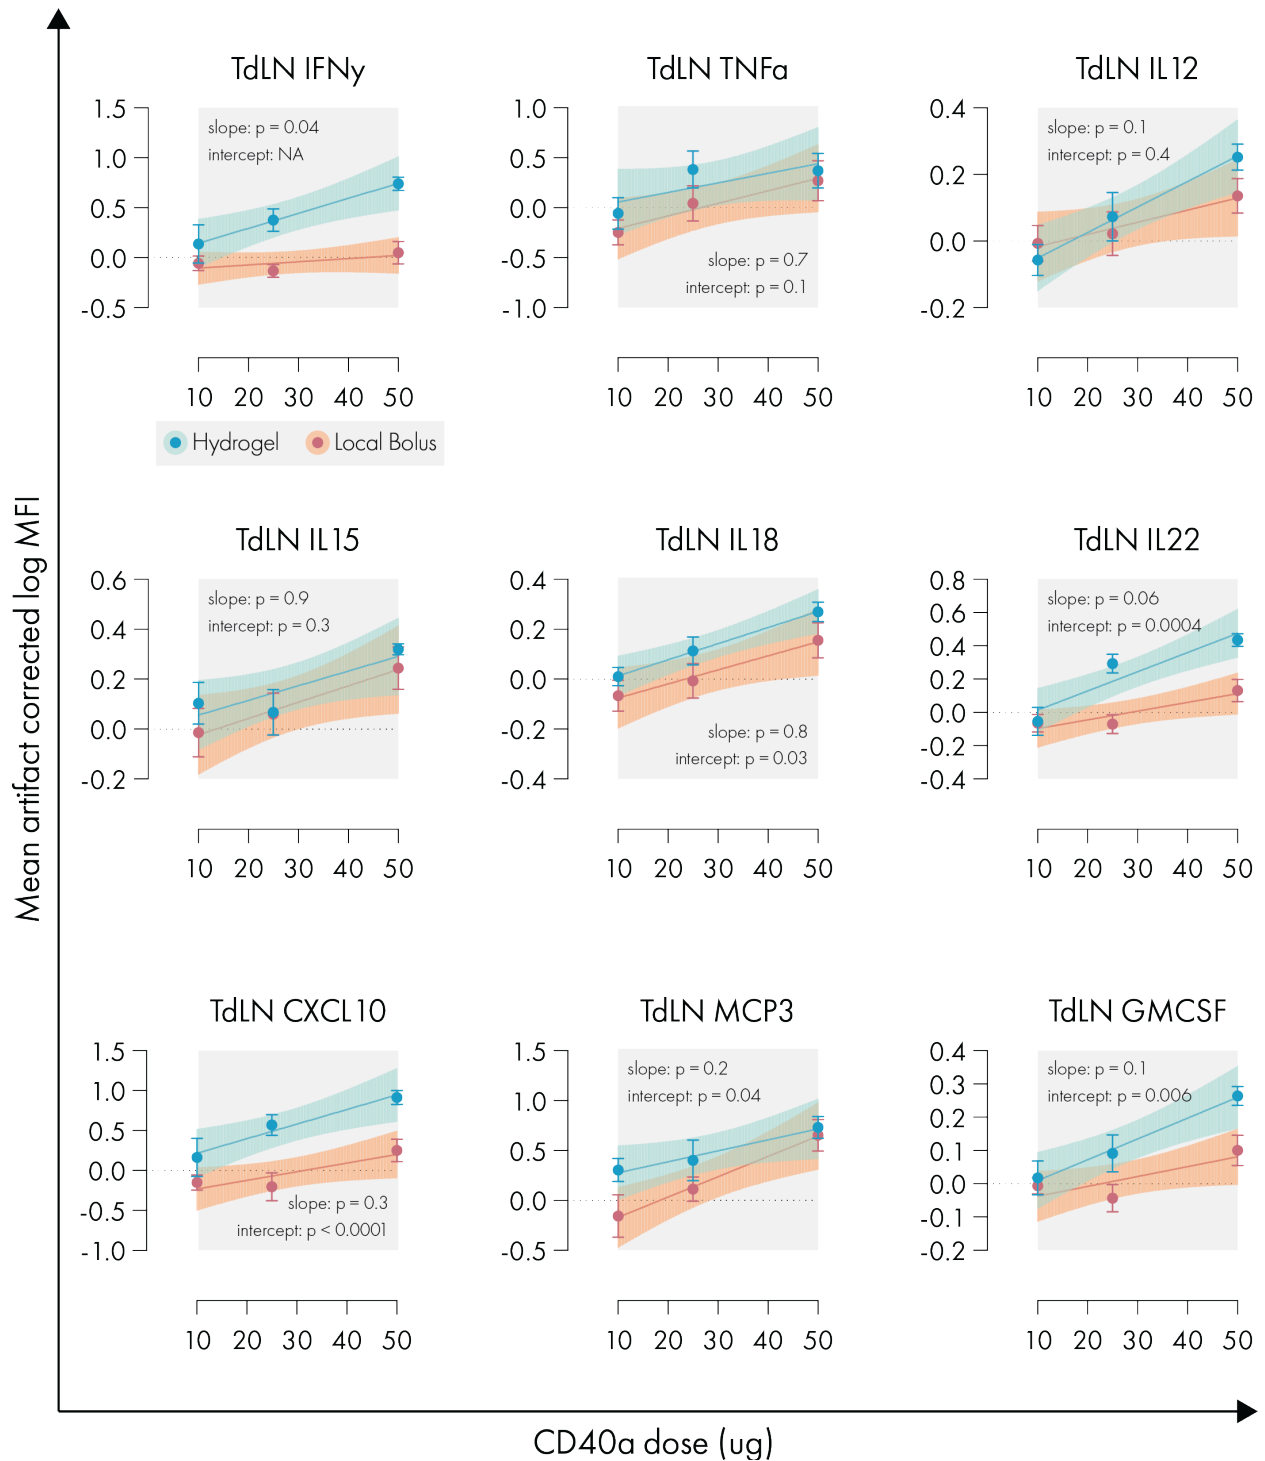 TdLN IFNy
TdLN TNFa
TdLN IL12
1.5
1.0
0.5
0.0
-0.5
slope: p = 0.04
intercept: NA
10 20 30 40 50
1.0
0.5
0.0
-0.5
-1.0
slope: p = 0.7
intercept: p = 0.1
10 20 30 40 50
0.4
0.2
0.0
-0.2
slope: p = 0.1
intercept: p = 0.4
10 20 30 40 50
Hydrogel
Local Bolus
Mean artifact corrected log MFI
TdLN IL15
TdLN IL18
TdLN IL22
0.6
0.4
0.2
0.0
-0.2
slope: p = 0.9
intercept: p = 0.3
10 20 30 40 50
0.4
0.2
0.0
-0.2
-0.4
slope: p = 0.8
intercept: p = 0.03
10 20 30 40 50
0.8
0.6
0.4
0.2
0.0
-0.2
-0.4
slope: p = 0.06
intercept: p = 0.0004
10 20 30 40 50
TdLN CXCL10
TdLN MCP3
TdLN GMCSF
1.5
1.0
0.5
0.0
-0.5
-1.0
slope: p = 0.3
intercept: p < 0.0001
10 20 30 40 50
1.5
1.0
0.5
0.0
-0.5
slope: p = 0.2
intercept: p = 0.04
10 20 30 40 50
0.4
0.3
0.2
0.1
0.0
-0.1
-0.2
slope: p = 0.1
intercept: p = 0.006
10 20 30 40 50
CD40a dose (ug)